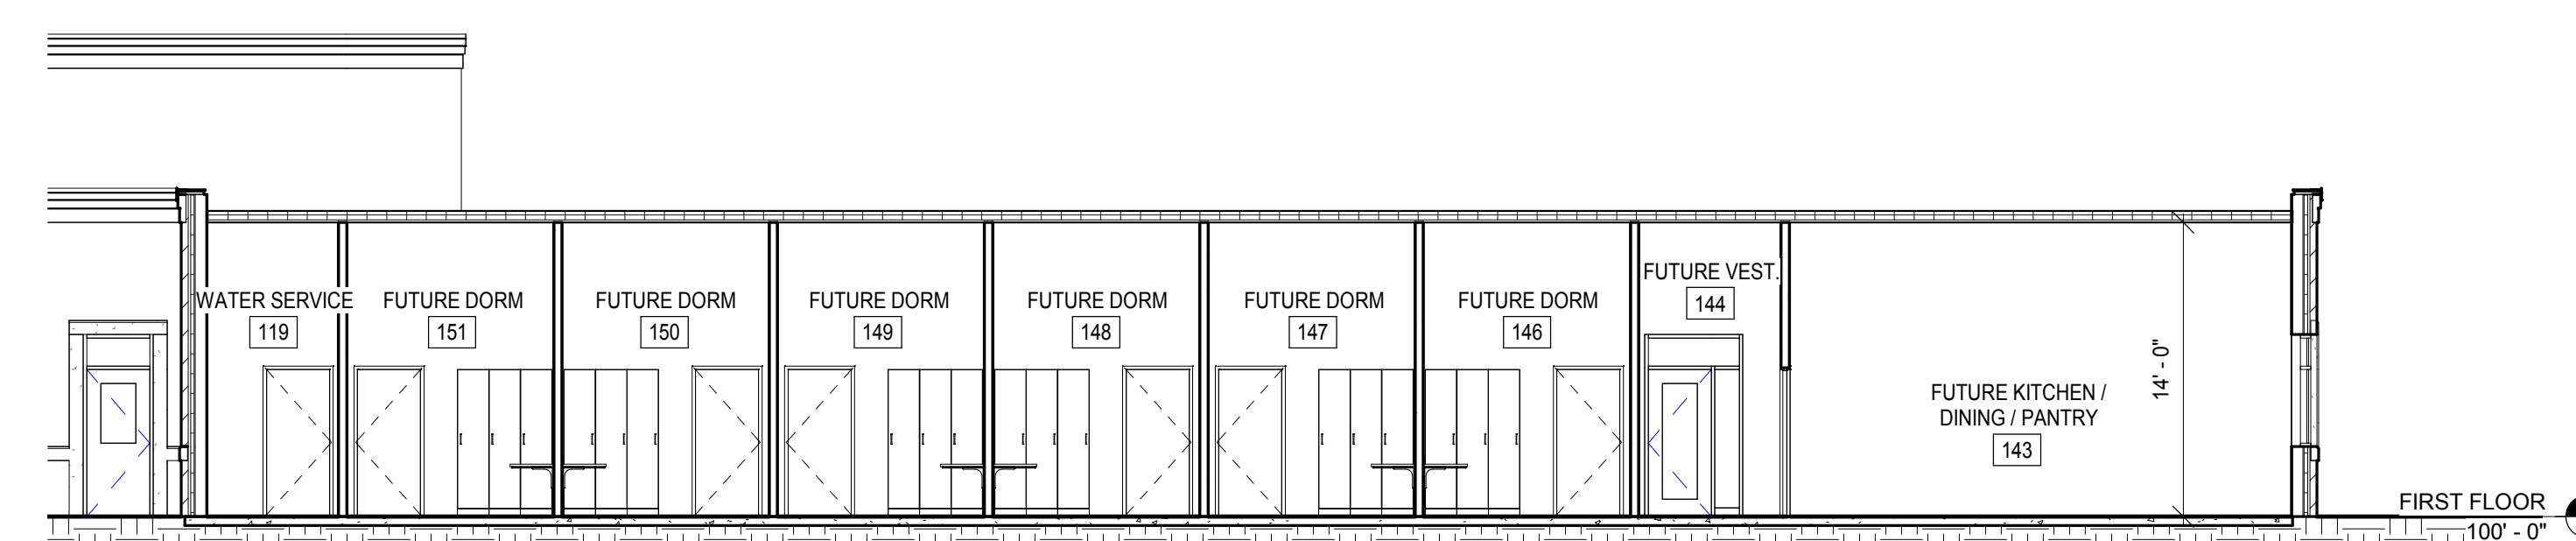 WATER SERVICE
119
FUTURE DORM
151
FUTURE DORM
150
FUTURE DORM
149
FUTURE DORM
148
FUTURE DORM
147
FUTURE DORM
146
FUTURE VEST.
144
FUTURE KITCHEN /
DINING / PANTRY
143
14' - 0"
FIRST FLOOR
100' - 0"